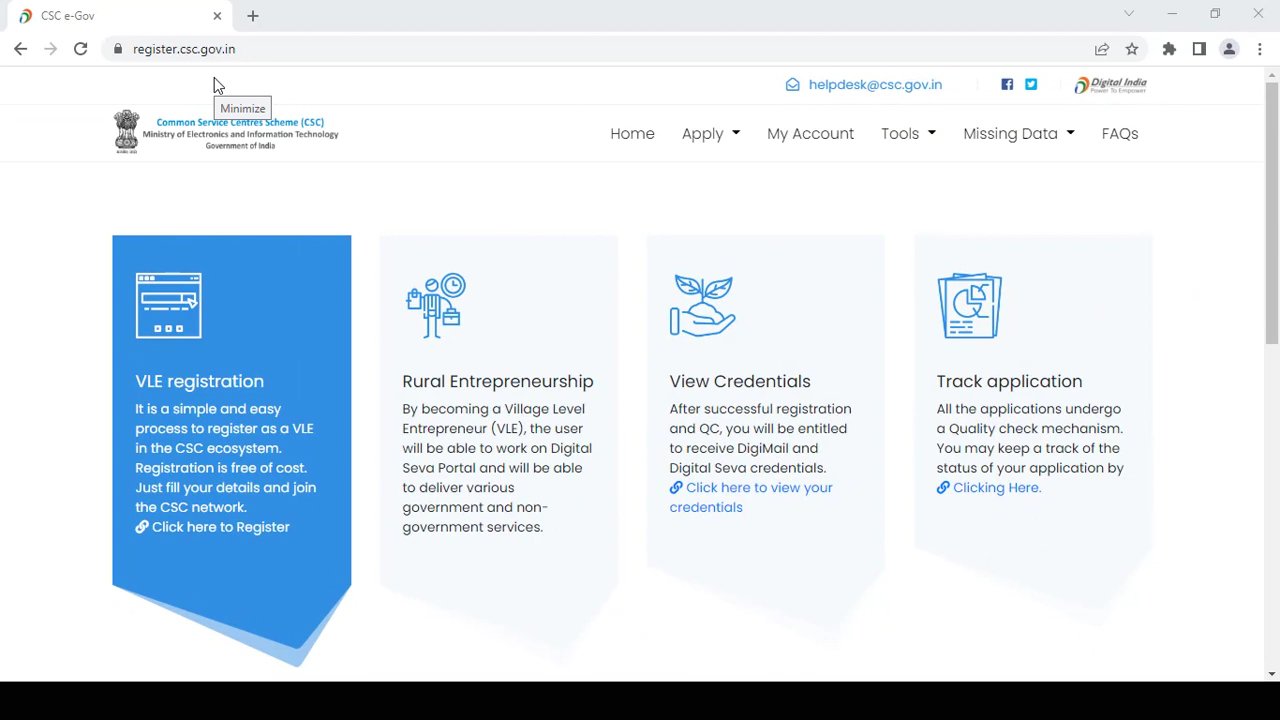 CSC e-Gov
register.csc.gov.in
helpdesk@csc.gov.in
Digital India
Power To Empower
Minimize
Common Service Centres Scheme (CSC)
Ministry of Electronics and Information Technology
Government of India
Home Apply My Account Tools Missing Data FAQs
VLE registration
It is a simple and easy
process to register as a VLE
in the CSC ecosystem.
Registration is free of cost.
Just fill your details and join
the CSC network.
Click here to Register
Rural Entrepreneurship
By becoming a Village Level
Entrepreneur (VLE), the user
will be able to work on Digital
Seva Portal and will be able
to deliver various
government and non-
government services.
View Credentials
After successful registration
and QC, you will be entitled
to receive DigiMail and
Digital Seva credentials.
Click here to view your
credentials
Track application
All the applications undergo
a Quality check mechanism.
You may keep a track of the
status of your application by
Clicking Here.